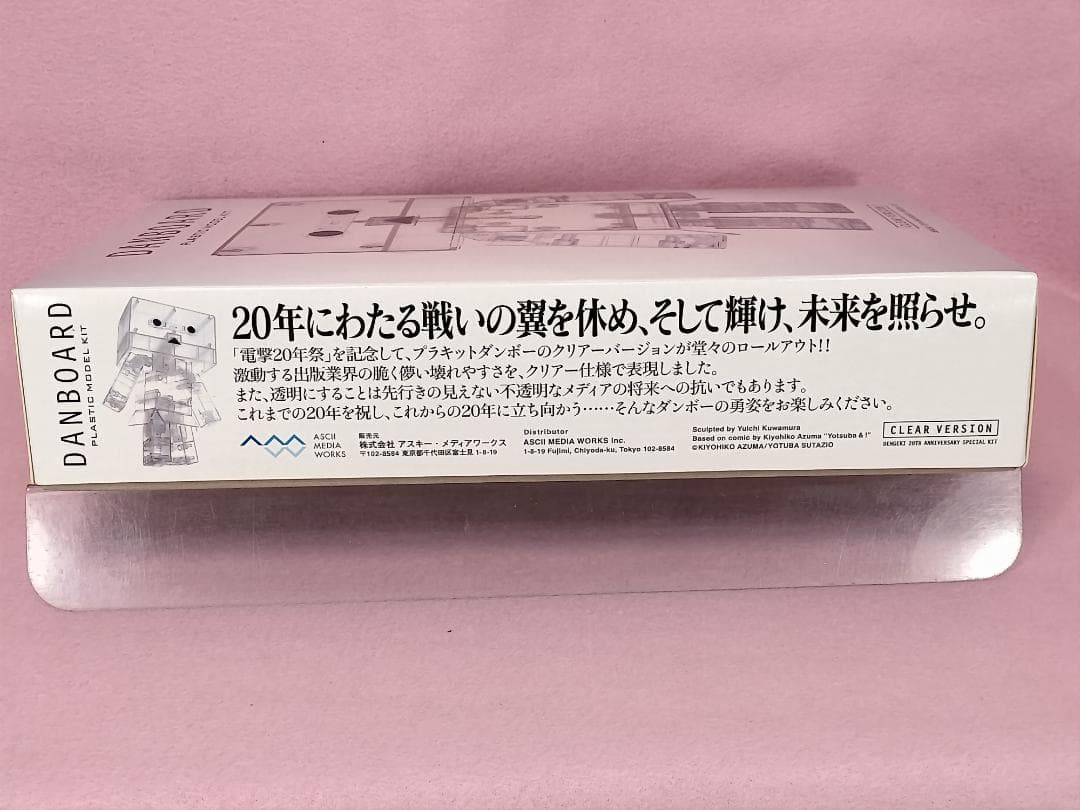 DANBOARD
PLASTIC MODEL KIT
DANBOARD
PLASTIC MODEL KIT
20年にわたる戦いの翼を休め、そして輝け、未来を照らせ。
「電撃20年祭」を記念して、プラキットダンボーのクリアーバージョンが堂々のロールアウト!!
激動する出版業界の脆く儚い壊れやすさを、クリアー仕様で表現しました。
また、透明にすることは先行きの見えない不透明なメディアの将来への抗いでもあります。
これまでの20年を祝し、これからの20年に立ち向かう……そんなダンボーの勇姿をお楽しみください。
ASCII
MEDIA
WORKS
販売元
株式会社 アスキー・メディアワークス
〒102-8584 東京都千代田区富士見 1-8-19
Distributor
ASCII MEDIA WORKS Inc.
1-8-19 Fujimi, Chiyoda-ku, Tokyo 102-8584
Sculpted by Yuichi Kuwamura
Based on comic by Kiyohiko Azuma "Yotsuba & !"
©KIYOHIKO AZUMA/YOTUBA SUTAZIO
CLEAR VERSION
DENGEKI 20TH ANNIVERSARY SPECIAL KIT